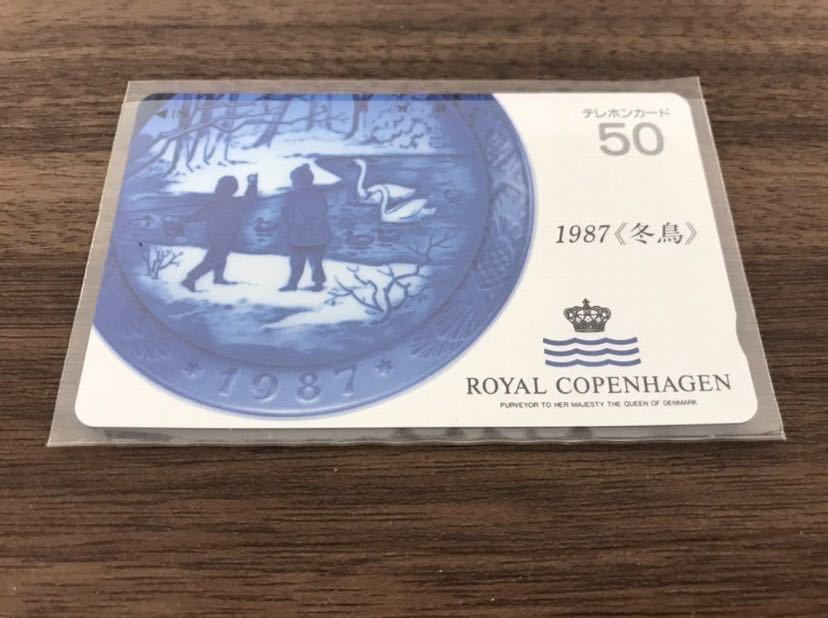 テレホンカード
50
1987《冬鳥》
1987
ROYAL COPENHAGEN
PURVEYOR TO HER MAJESTY THE QUEEN OF DENMARK